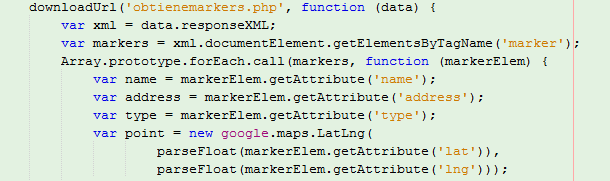 downloadUrl('obtienemarkers.php', function (data) {
var xml = data.responseXML;
var markers = xml.documentElement.getElementsByTagName('marker');
Array.prototype.forEach.call(markers, function (markerElem) {
var name = markerElem.getAttribute('name');
var address = markerElem.getAttribute('address');
var type = markerElem.getAttribute('type');
var point = new google.maps.LatLng(
parseFloat(markerElem.getAttribute('lat')),
parseFloat(markerElem.getAttribute('lng')));